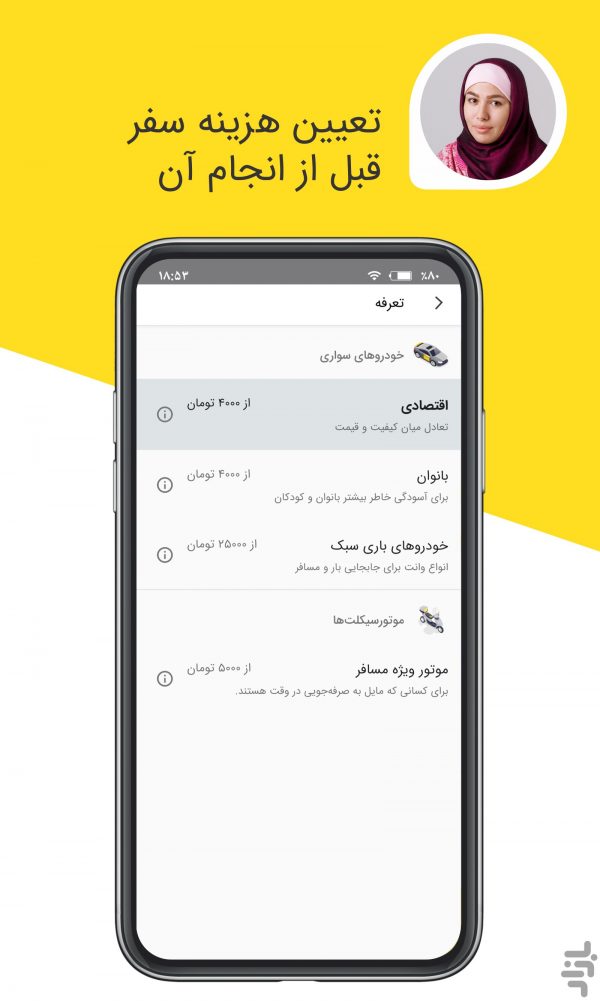 تعیین هزینه سفر
قبل از انجام آن
۱۸:۵۳
٪۸۰
تعرفه
خودروهای سواری
اقتصادی
از ۴۰۰۰ تومان
تعادل میان کیفیت و قیمت
بانوان
از ۴۰۰۰ تومان
برای آسودگی خاطر بیشتر بانوان و کودکان
خودروهای باری سبک
از ۲۵۰۰۰ تومان
انواع وانت برای جابجایی بار و مسافر
موتورسیکلت‌ها
موتور ویژه مسافر
از ۵۰۰۰ تومان
برای کسانی که مایل به صرفه‌جویی در وقت هستند.
بازار